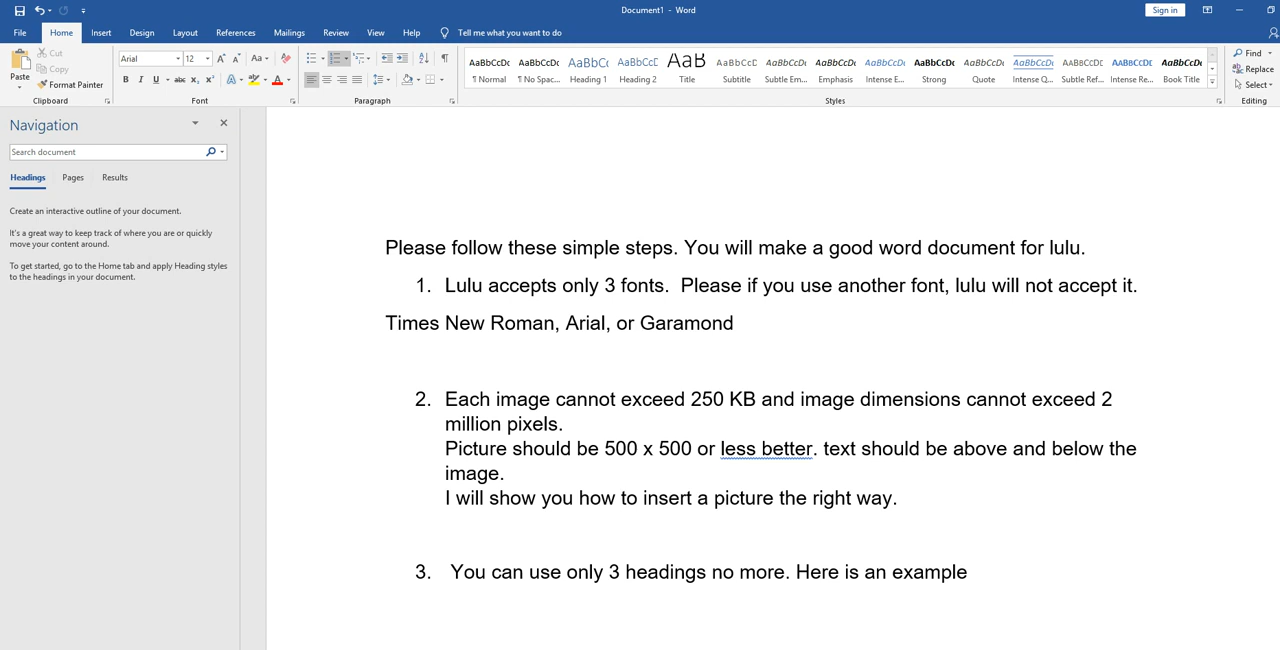 Document1 - Word
Sign in
File Home Insert Design Layout References Mailings Review View Help Tell me what you want to do
Paste
Cut
Copy
Format Painter
Clipboard
Arial 12
Aa
B I U abc x₂ x² A ab A
Font
Paragraph
AaBbCcDc AaBbCcDc AaBbCc AaBbCcC AaB AaBbCcD AaBbCcDc AaBbCcDc AaBbCcDc AaBbCcDc AaBbCcDc AaBbCcDc AABBCCDC AABBCCDC AaBbCcDc
¶ Normal ¶ No Spac... Heading 1 Heading 2 Title Subtitle Subtle Em... Emphasis Intense E... Strong Quote Intense Q... Subtle Ref... Intense Re... Book Title
Styles
Find
Replace
Select
Editing
Navigation
Search document
Headings Pages Results
Create an interactive outline of your document.
It's a great way to keep track of where you are or quickly
move your content around.
To get started, go to the Home tab and apply Heading styles
to the headings in your document.
Please follow these simple steps. You will make a good word document for lulu.
1. Lulu accepts only 3 fonts. Please if you use another font, lulu will not accept it.
Times New Roman, Arial, or Garamond
2. Each image cannot exceed 250 KB and image dimensions cannot exceed 2
million pixels.
Picture should be 500 x 500 or less better. text should be above and below the
image.
I will show you how to insert a picture the right way.
3. You can use only 3 headings no more. Here is an example